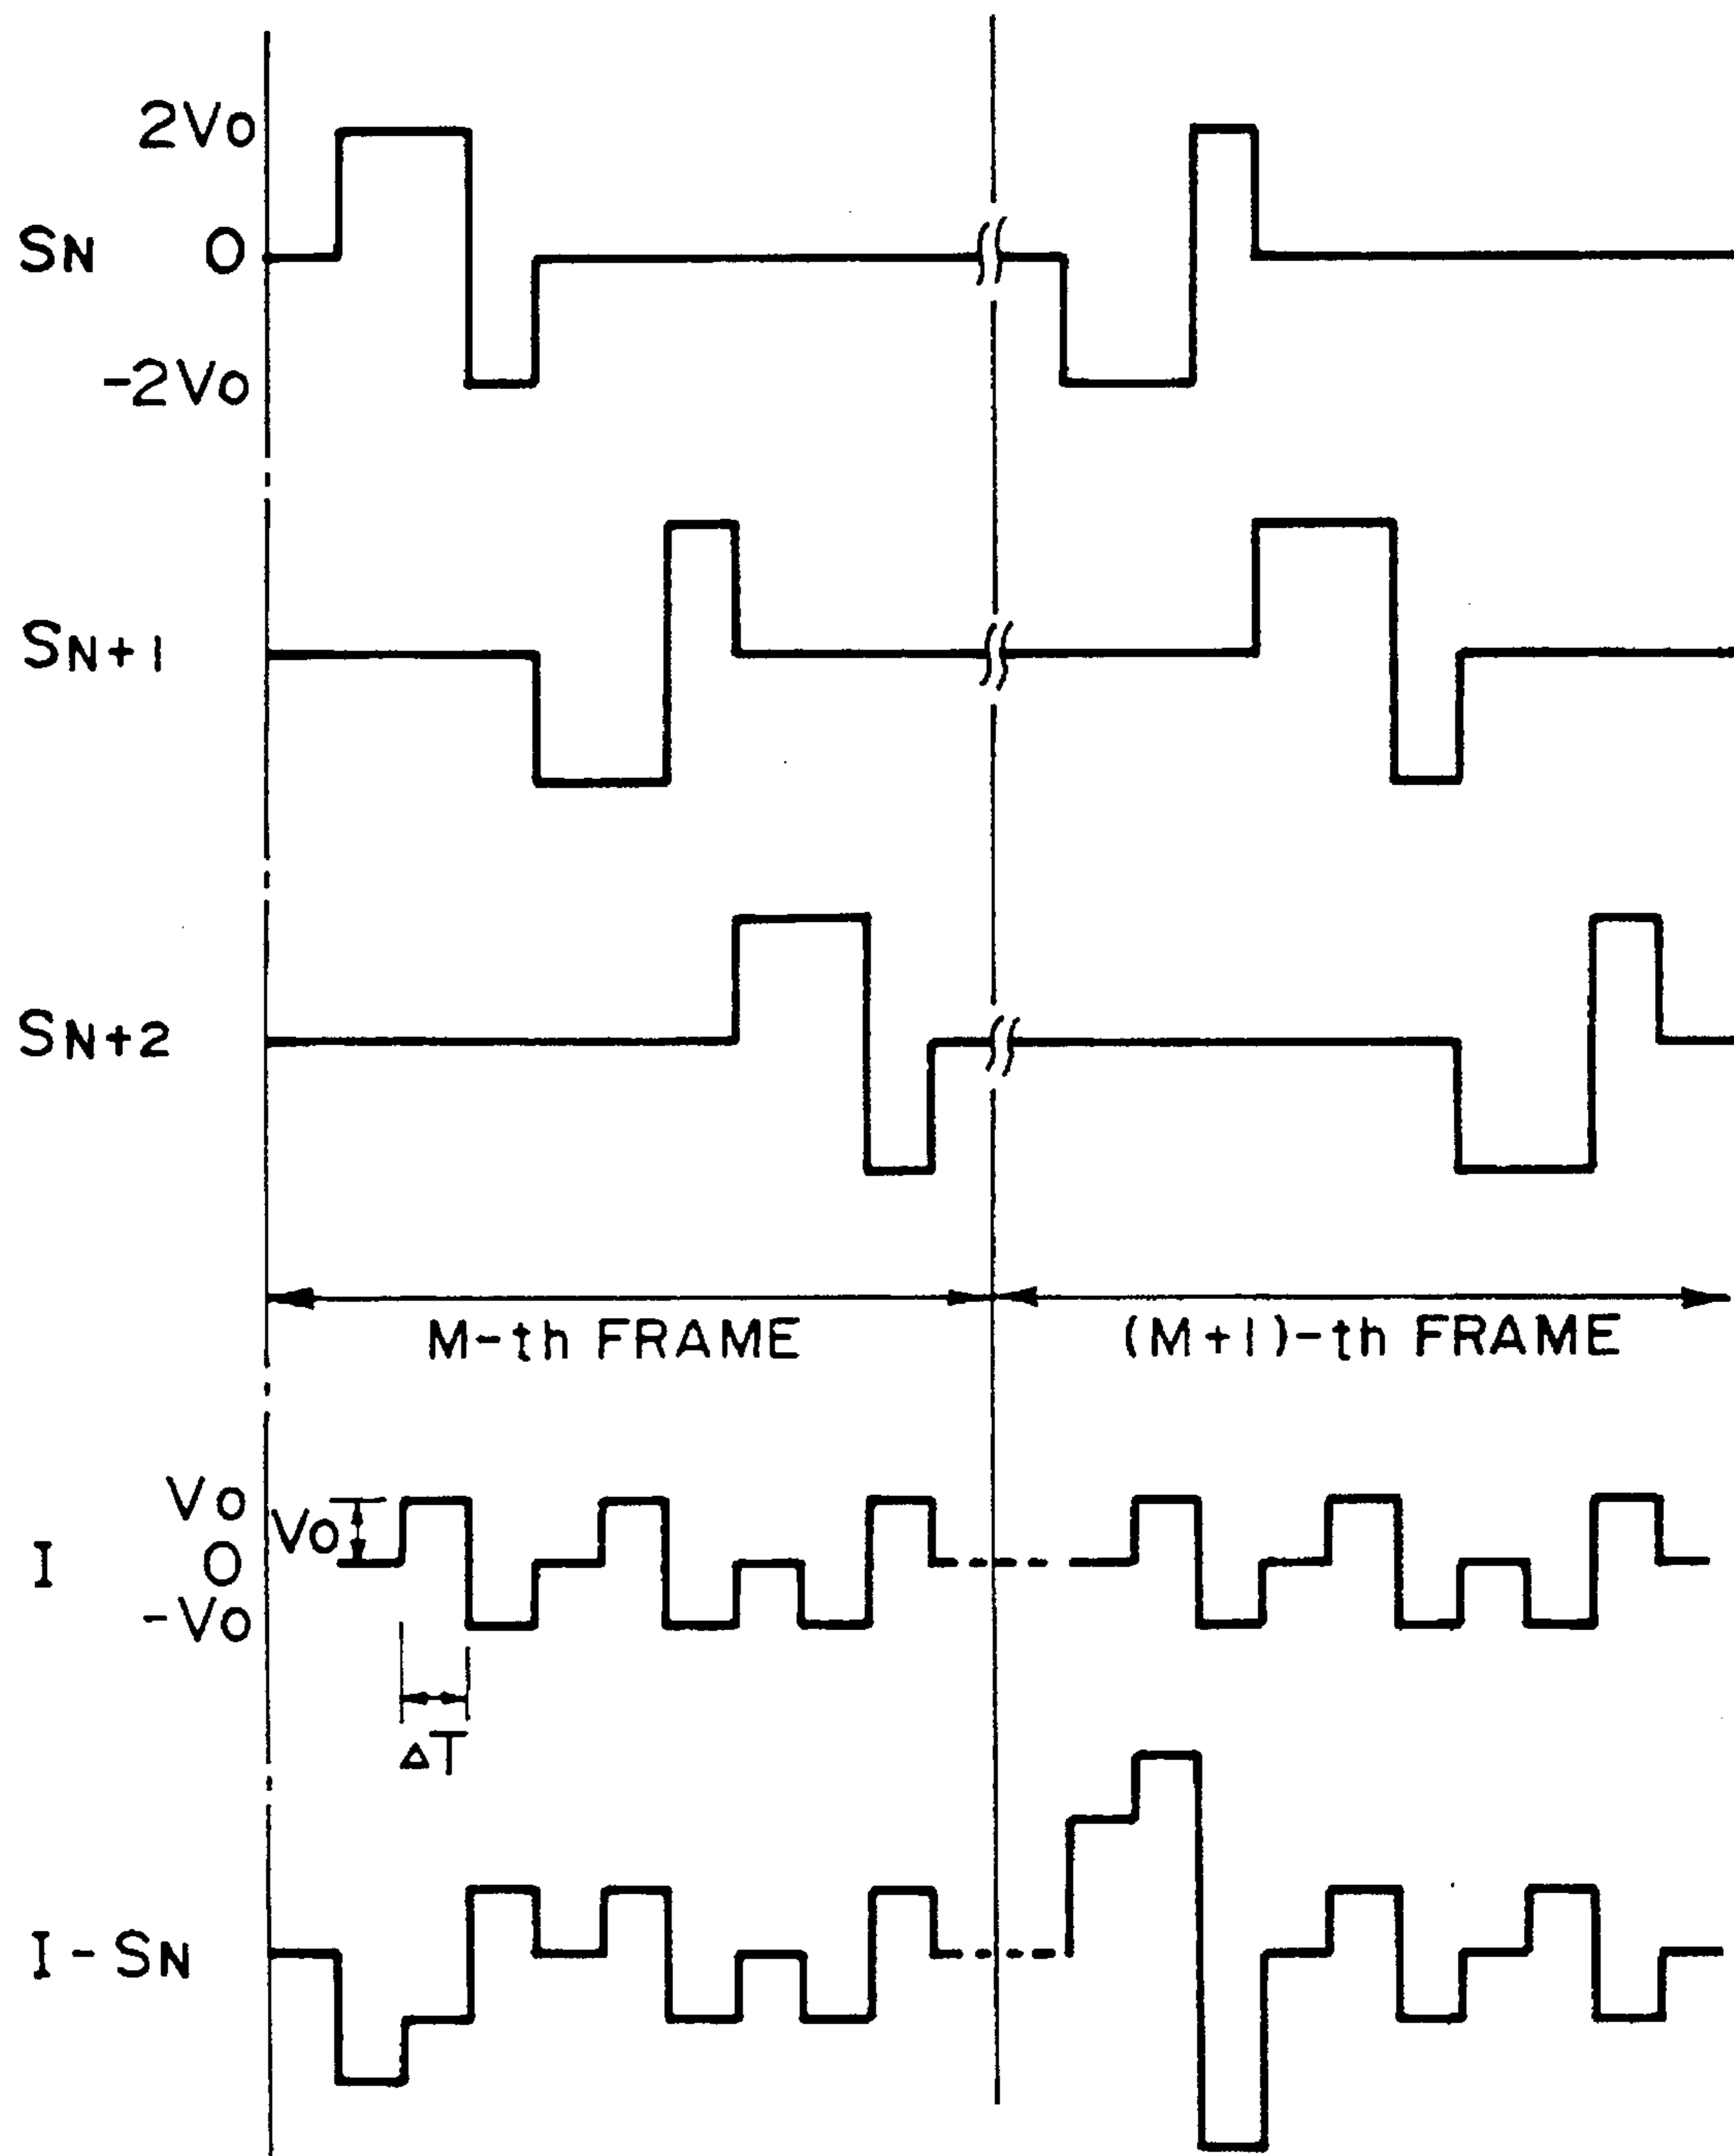 2Vo
SN 0
-2Vo
SN+1
SN+2
M-th FRAME
(M+1)-th FRAME
Vo
Vo
I 0
-Vo
ΔT
I-SN